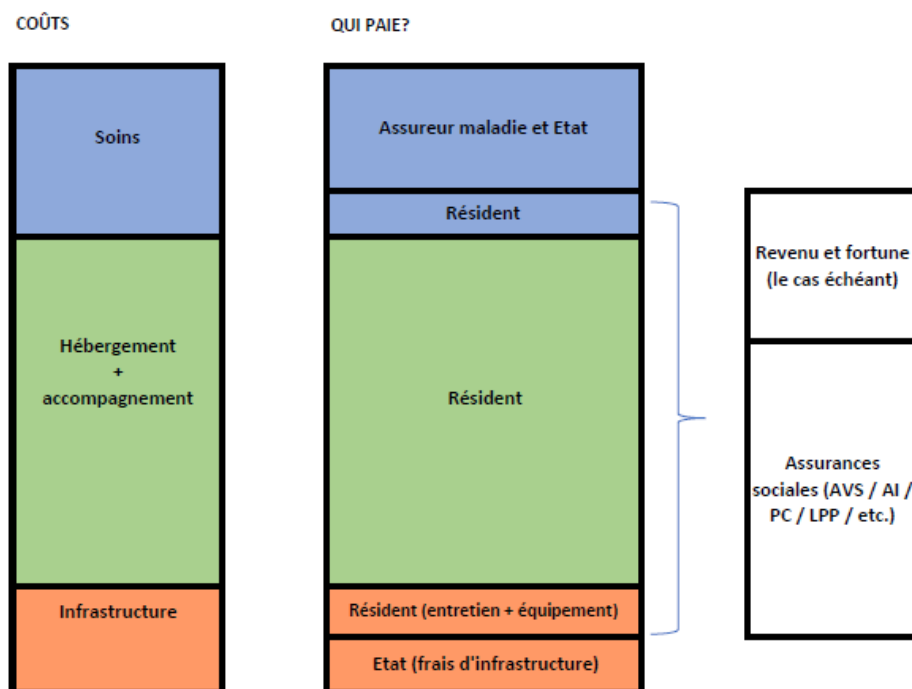 COÛTS
QUI PAIE?
Soins
Hébergement
+
accompagnement
Infrastructure
Assureur maladie et Etat
Résident
Résident
Résident (entretien + équipement)
Etat (frais d'infrastructure)
Revenu et fortune
(le cas échéant)
Assurances
sociales (AVS / AI /
PC / LPP / etc.)